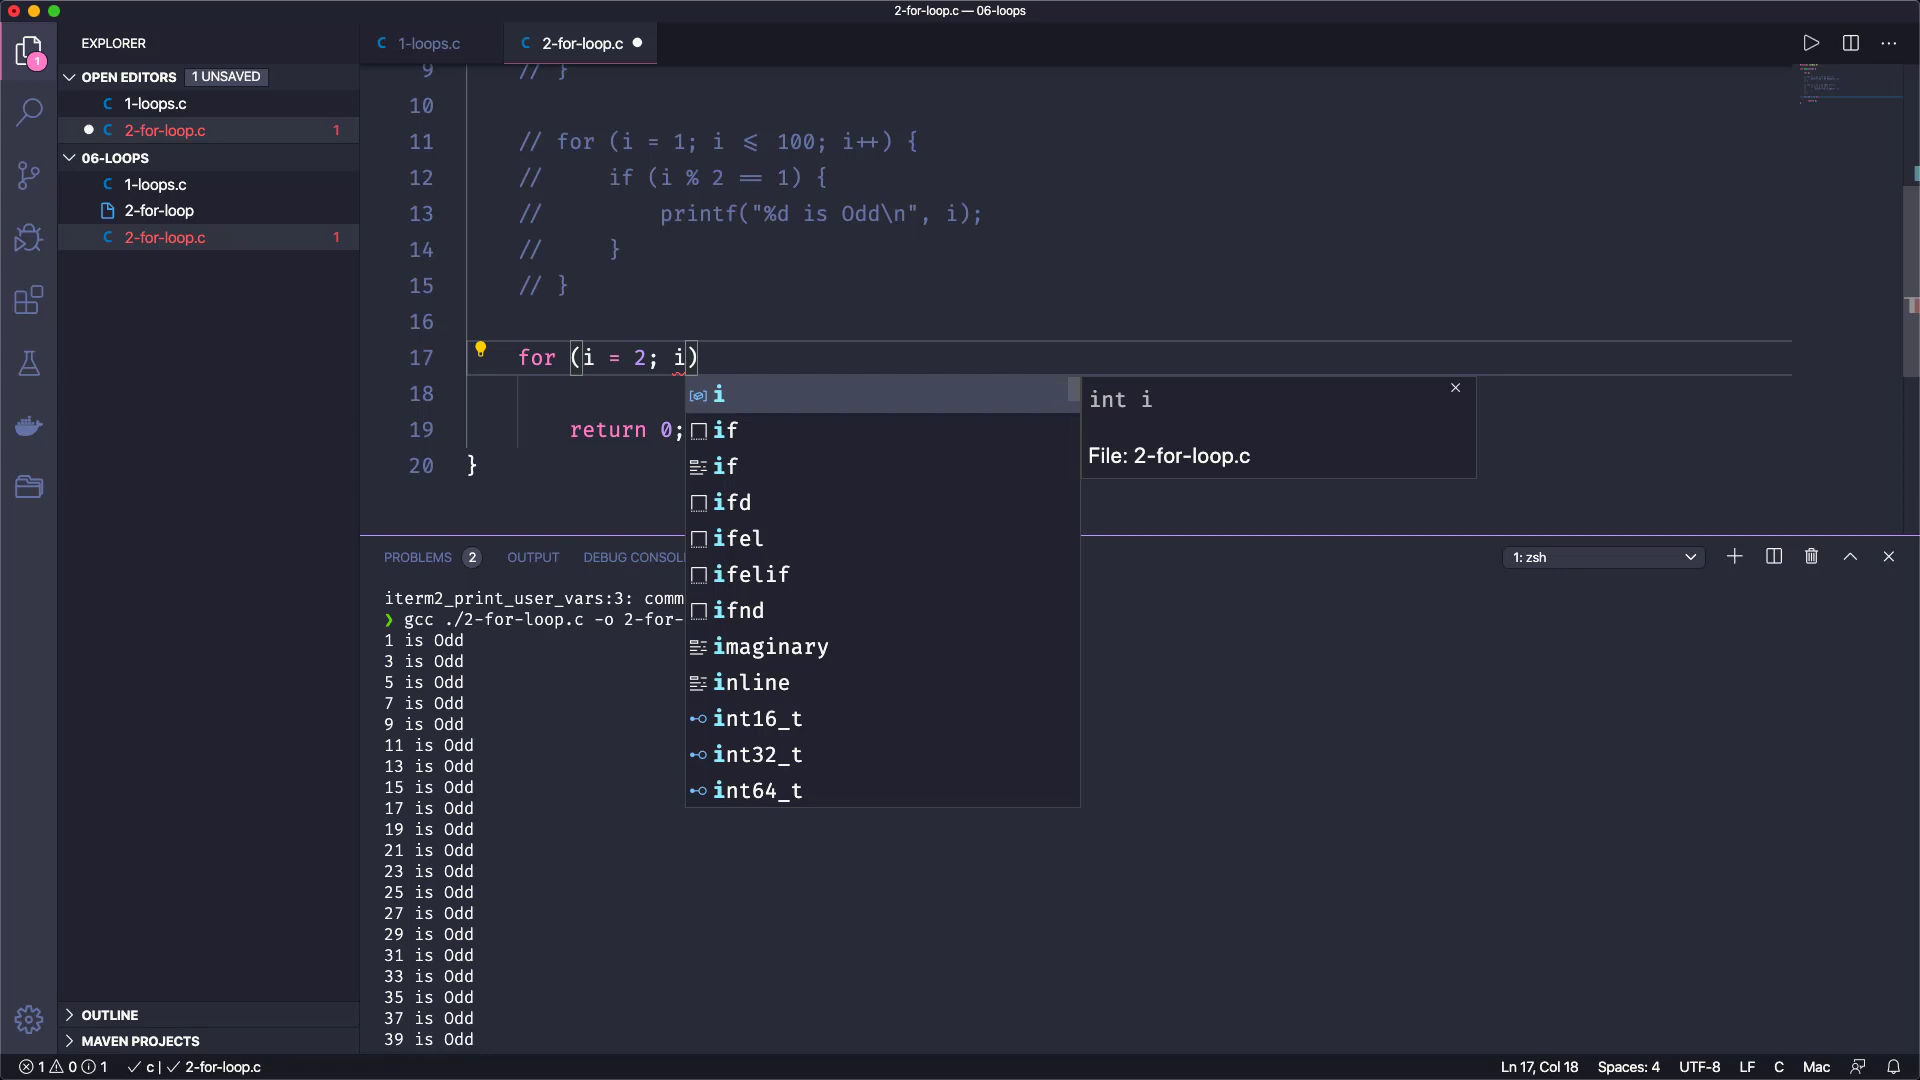 2-for-loop.c — 06-loops
1
EXPLORER
OPEN EDITORS 1 UNSAVED
1-loops.c
2-for-loop.c 1
06-LOOPS
1-loops.c
2-for-loop
2-for-loop.c 1
OUTLINE
MAVEN PROJECTS
1-loops.c
2-for-loop.c
9 // }
10
11 // for (i = 1; i <= 100; i++) {
12 // if (i % 2 == 1) {
13 // printf("%d is Odd\n", i);
14 // }
15 // }
16
17 for (i = 2; i)
18
19 return 0;
20 }
i
if
if
ifd
ifel
ifelif
ifnd
imaginary
inline
int16_t
int32_t
int64_t
int i
File: 2-for-loop.c
PROBLEMS 2 OUTPUT DEBUG CONSOL
1: zsh
iterm2_print_user_vars:3: comm
❯ gcc ./2-for-loop.c -o 2-for-
1 is Odd
3 is Odd
5 is Odd
7 is Odd
9 is Odd
11 is Odd
13 is Odd
15 is Odd
17 is Odd
19 is Odd
21 is Odd
23 is Odd
25 is Odd
27 is Odd
29 is Odd
31 is Odd
33 is Odd
35 is Odd
37 is Odd
39 is Odd
1 0 1 ✓ c | ✓ 2-for-loop.c
Ln 17, Col 18 Spaces: 4 UTF-8 LF C Mac